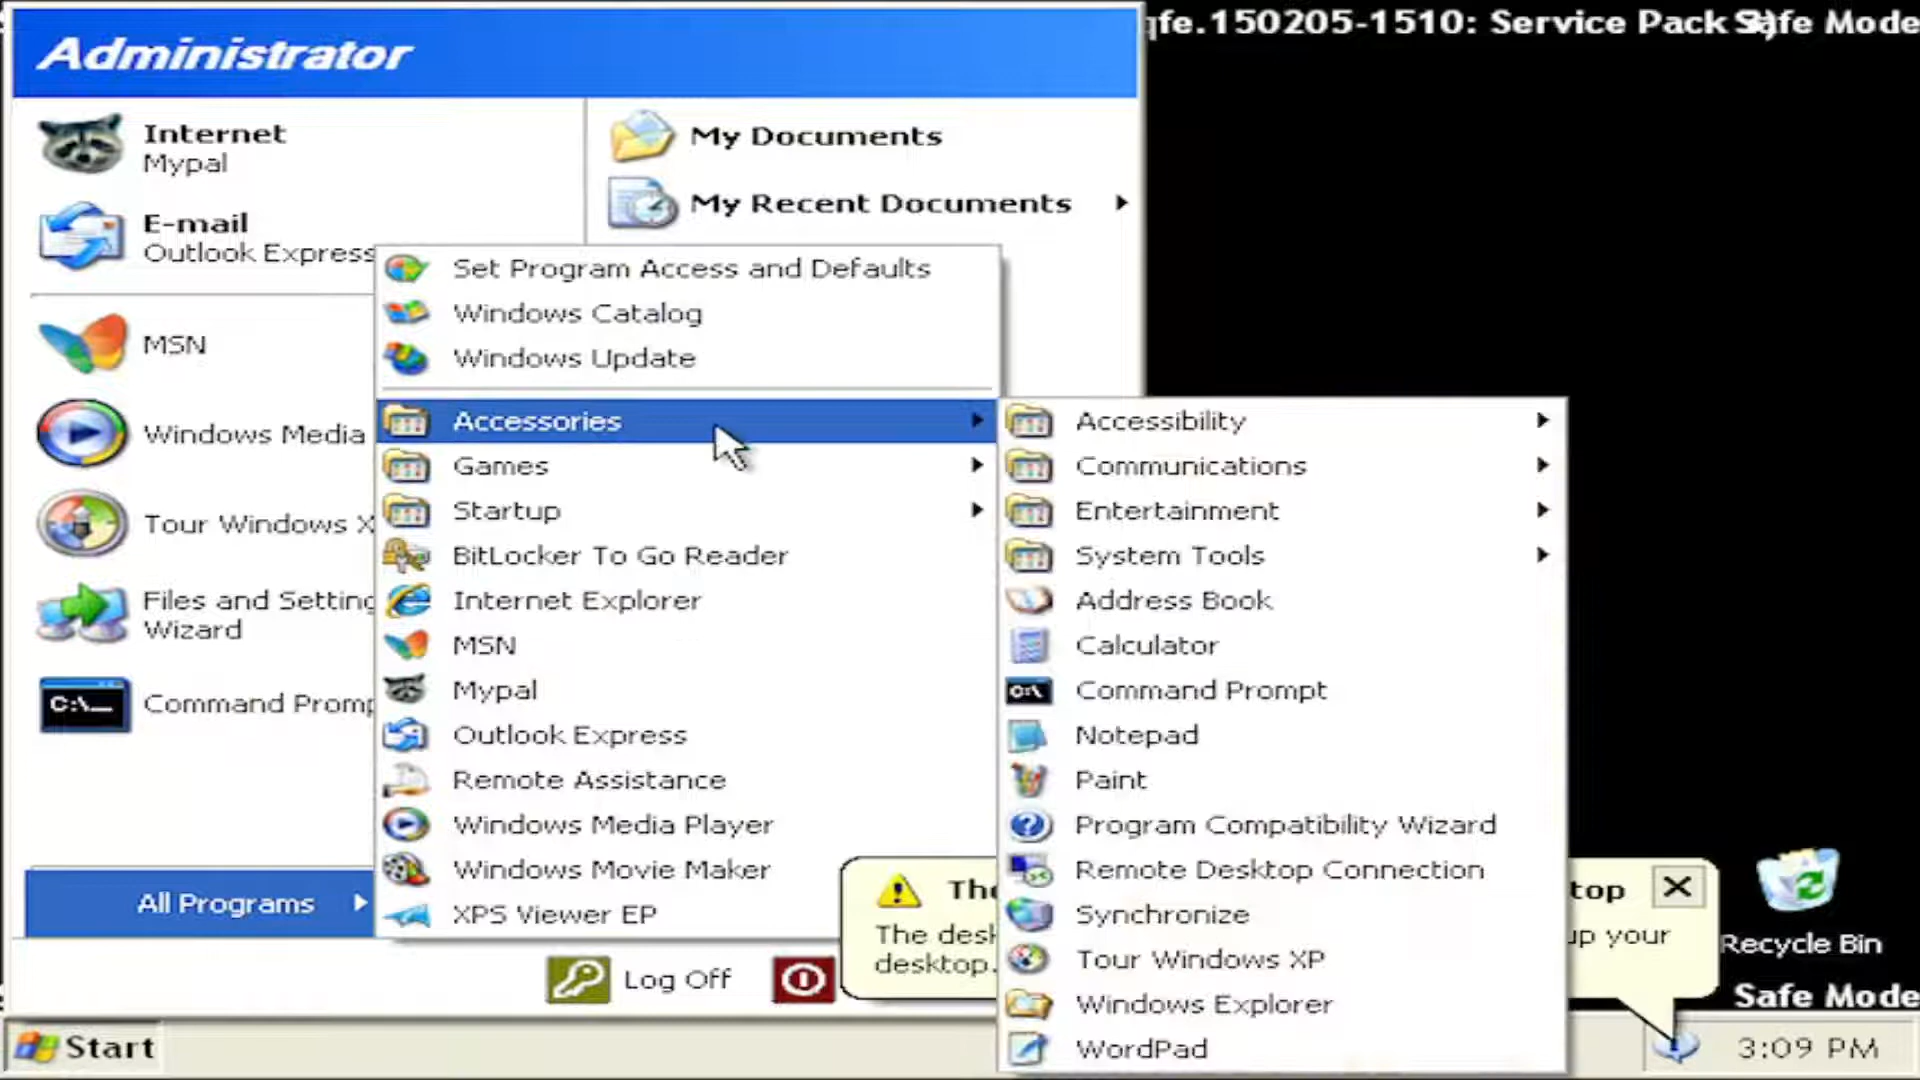 qfe.150205-1510: Service Pack
Safe Mode
Administrator
Internet
Mypal
E-mail
Outlook Express
MSN
Windows Media
Tour Windows X
Files and Setting
Wizard
Command Promp
All Programs
My Documents
My Recent Documents
Set Program Access and Defaults
Windows Catalog
Windows Update
Accessories
Games
Startup
BitLocker To Go Reader
Internet Explorer
MSN
Mypal
Outlook Express
Remote Assistance
Windows Media Player
Windows Movie Maker
XPS Viewer EP
Accessibility
Communications
Entertainment
System Tools
Address Book
Calculator
Command Prompt
Notepad
Paint
Program Compatibility Wizard
Remote Desktop Connection
Synchronize
Tour Windows XP
Windows Explorer
WordPad
The desk
desktop.
top
up your
Recycle Bin
Safe Mode
Log Off
Start
3:09 PM